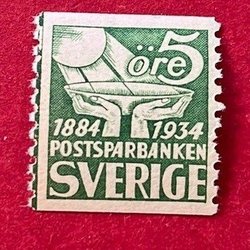 öre 5
1884 1934
POSTSPARBANKEN
SVERIGE